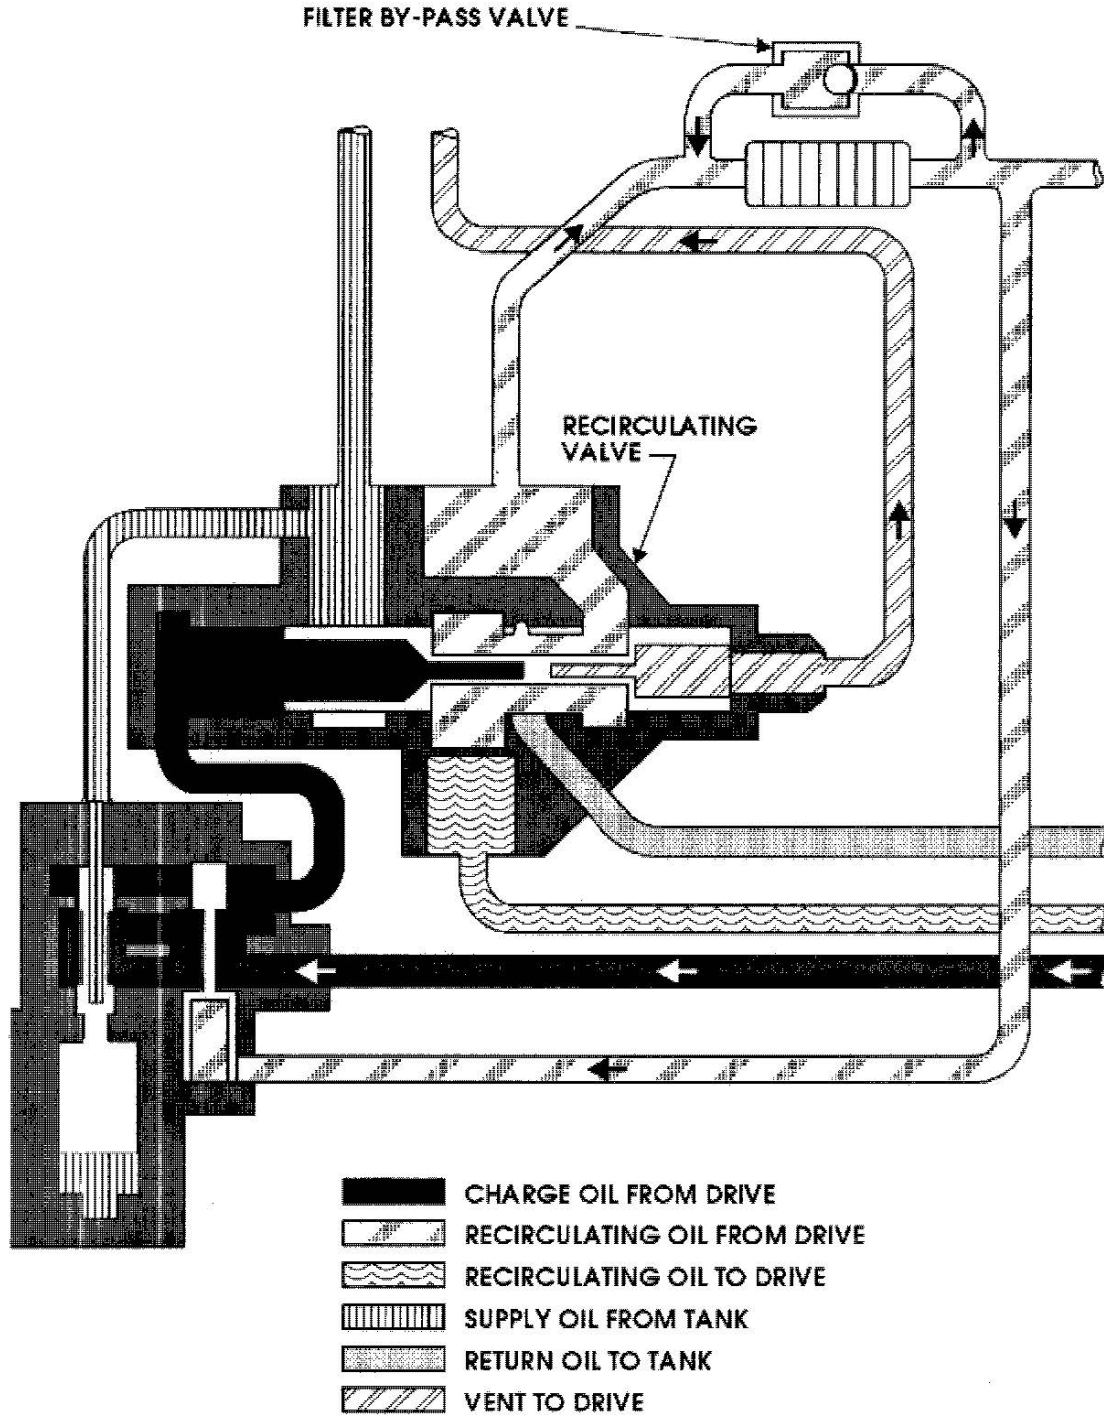 FILTER BY-PASS VALVE
RECIRCULATING
VALVE
CHARGE OIL FROM DRIVE
RECIRCULATING OIL FROM DRIVE
RECIRCULATING OIL TO DRIVE
SUPPLY OIL FROM TANK
RETURN OIL TO TANK
VENT TO DRIVE